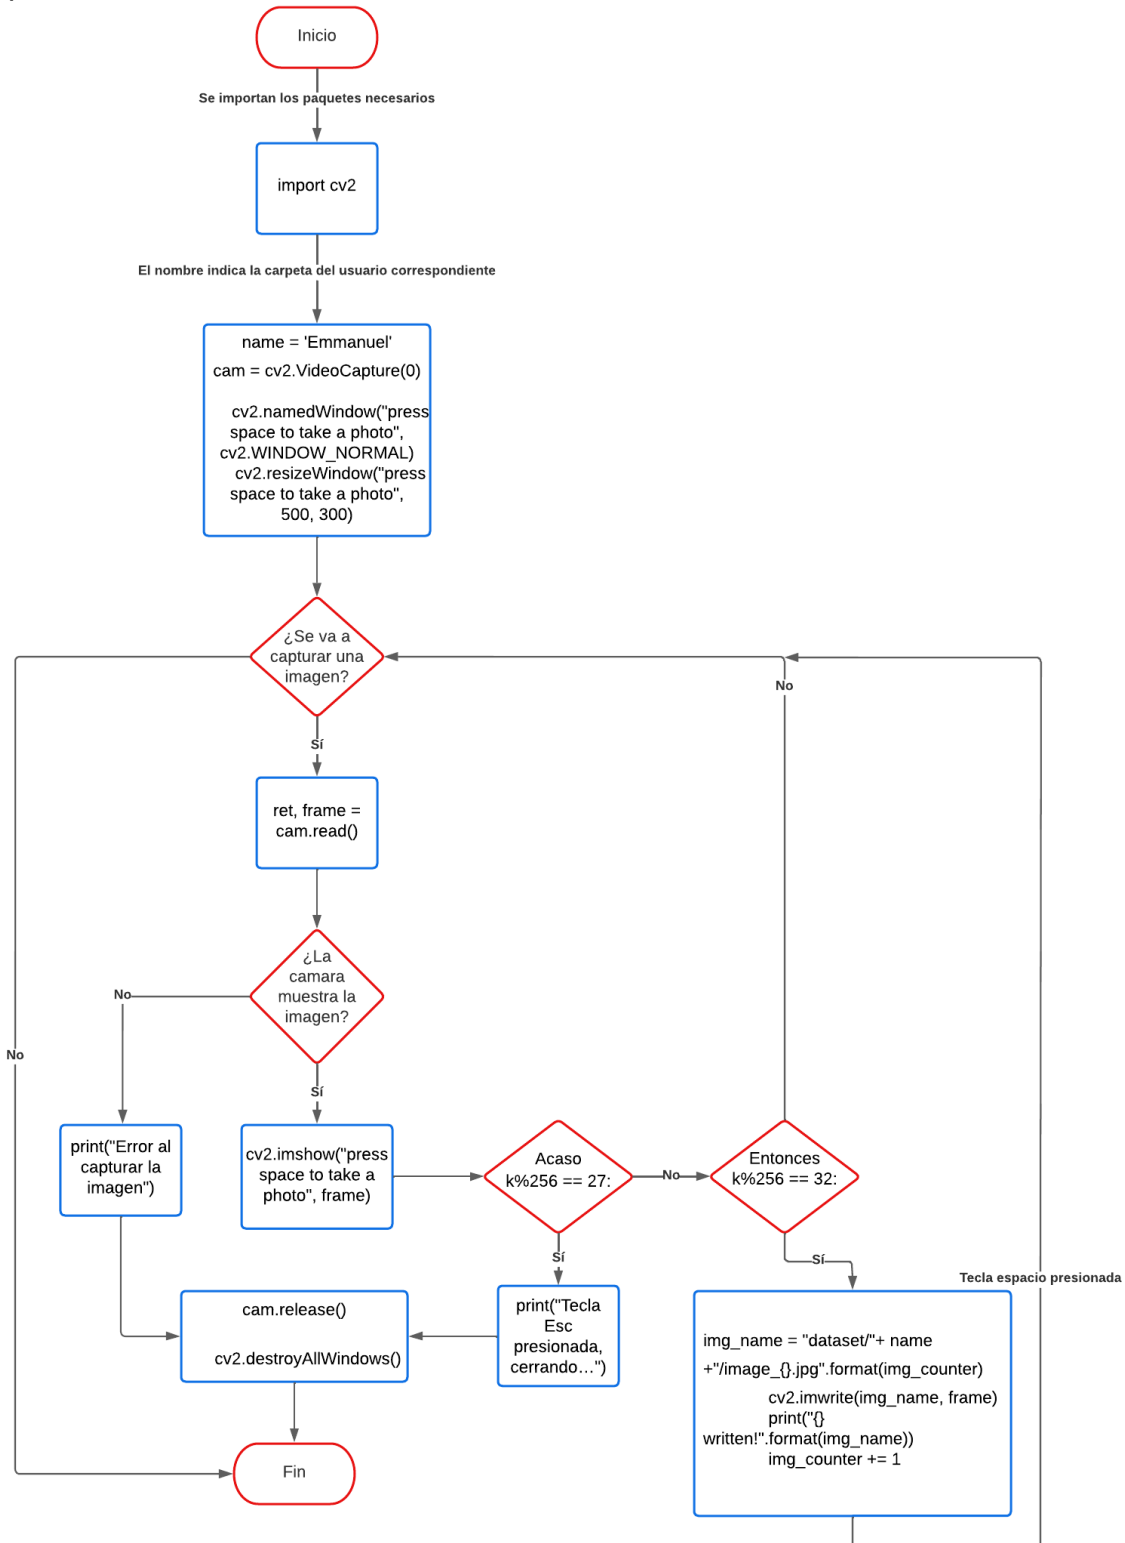 Inicio
Se importan los paquetes necesarios
import cv2
El nombre indica la carpeta del usuario correspondiente
name = 'Emmanuel'
cam = cv2.VideoCapture(0)
cv2.namedWindow("press
space to take a photo",
cv2.WINDOW_NORMAL)
cv2.resizeWindow("press
space to take a photo",
500, 300)
¿Se va a
capturar una
imagen?
No
Sí
ret, frame =
cam.read()
¿La
camara
muestra la
imagen?
No
No
Sí
print("Error al
capturar la
imagen")
cv2.imshow("press
space to take a
photo", frame)
Acaso
k%256 == 27:
No
Entonces
k%256 == 32:
Sí
Sí
Tecla espacio presionada
cam.release()
cv2.destroyAllWindows()
print("Tecla
Esc
presionada,
cerrando…")
img_name = "dataset/"+ name
+"/image_{}.jpg".format(img_counter)
cv2.imwrite(img_name, frame)
print("{}
written!".format(img_name))
img_counter += 1
Fin